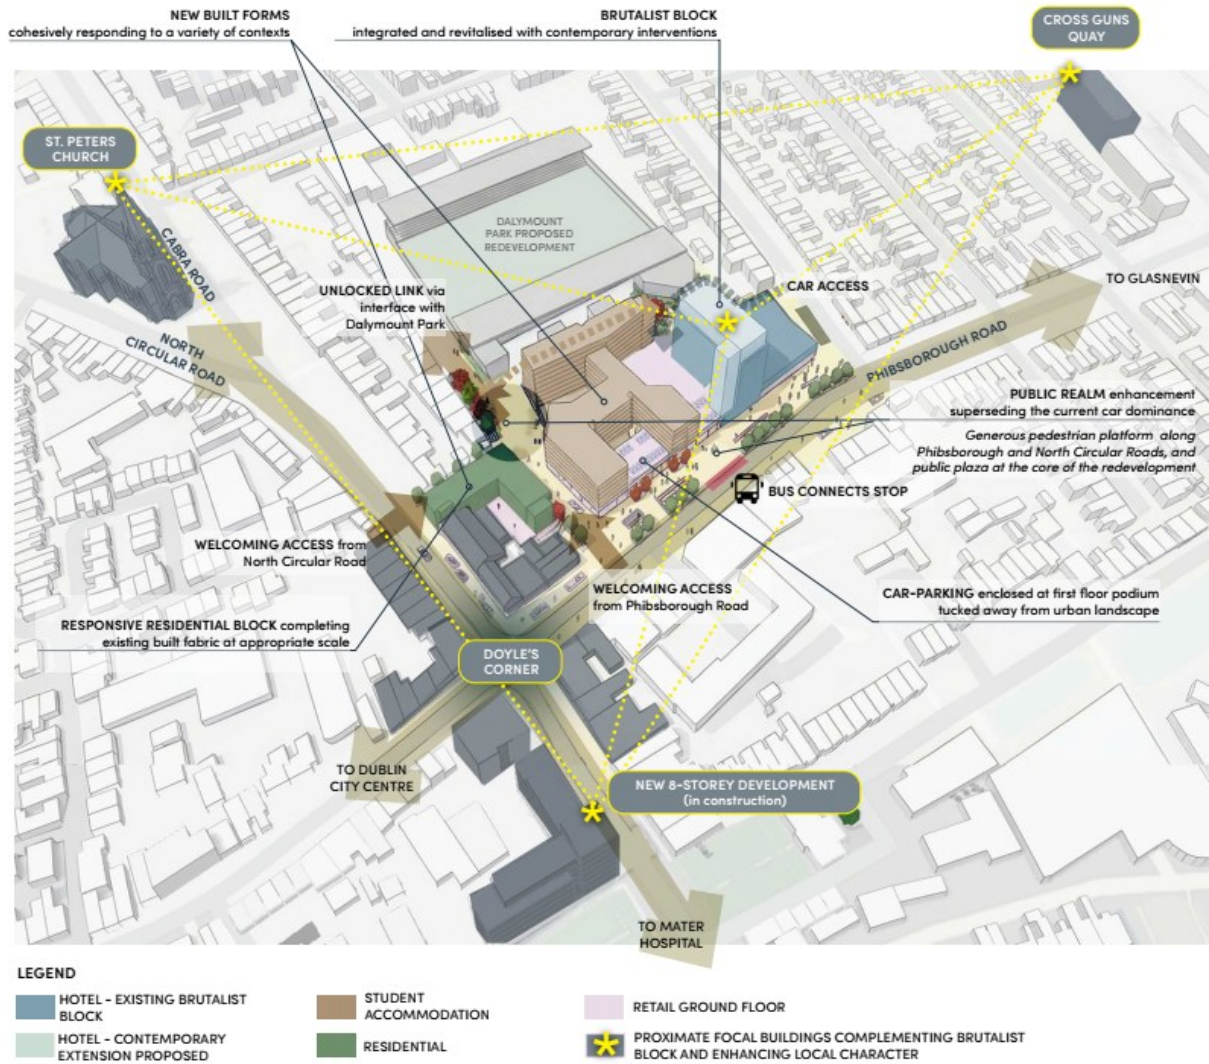 NEW BUILT FORMS
cohesively responding to a variety of contexts
BRUTALIST BLOCK
integrated and revitalised with contemporary interventions
CROSS GUNS
QUAY
ST. PETERS
CHURCH
CABRA ROAD
NORTH
CIRCULAR ROAD
DALYMOUNT
PARK PROPOSED
REDEVELOPMENT
UNLOCKED LINK via
interface with
Dalymount Park
CAR ACCESS
TO GLASNEVIN
PHIBSBOROUGH ROAD
PUBLIC REALM enhancement
superseding the current car dominance
Generous pedestrian platform along
Phibsborough and North Circular Roads, and
public plaza at the core of the redevelopment
BUS CONNECTS STOP
WELCOMING ACCESS from
North Circular Road
WELCOMING ACCESS
from Phibsborough Road
CAR-PARKING enclosed at first floor podium
tucked away from urban landscape
RESPONSIVE RESIDENTIAL BLOCK completing
existing built fabric at appropriate scale
DOYLE'S
CORNER
TO DUBLIN
CITY CENTRE
NEW 8-STOREY DEVELOPMENT
(in construction)
TO MATER
HOSPITAL
LEGEND
HOTEL - EXISTING BRUTALIST
BLOCK
HOTEL - CONTEMPORARY
EXTENSION PROPOSED
STUDENT
ACCOMMODATION
RESIDENTIAL
RETAIL GROUND FLOOR
PROXIMATE FOCAL BUILDINGS COMPLEMENTING BRUTALIST
BLOCK AND ENHANCING LOCAL CHARACTER